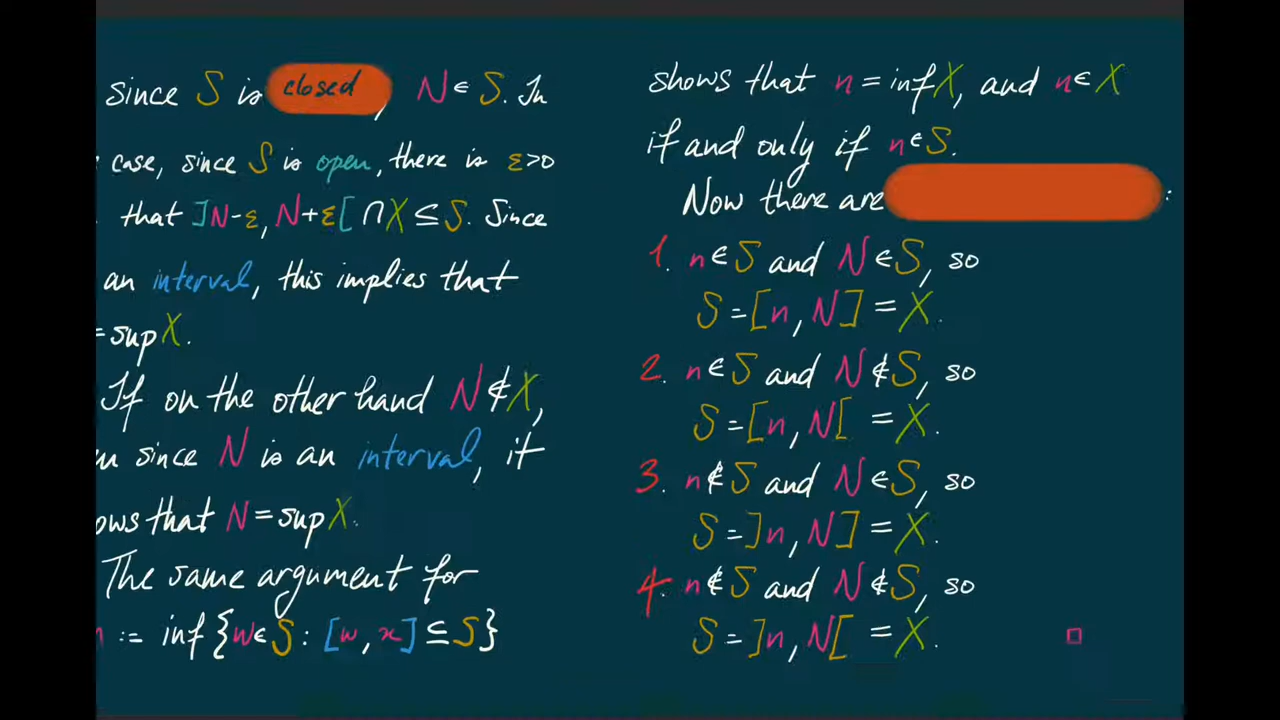 since S is closed, N ∈ S. In
case, since S is open, there is ε>0
that ]N-ε, N+ε[ ∩ X ⊆ S. Since
an interval, this implies that
= sup X.
If on the other hand N ∉ X,
since N is an interval, it
that N = sup X.
The same argument for
n := inf {w ∈ S : [w, x] ⊆ S}
shows that n = inf X, and n ∈ X
if and only if n ∈ S.
Now there are :
1. n ∈ S and N ∈ S, so
S = [n, N] = X.
2. n ∈ S and N ∉ S, so
S = [n, N[ = X.
3. n ∉ S and N ∈ S, so
S = ]n, N] = X.
4. n ∉ S and N ∉ S, so
S = ]n, N[ = X. □